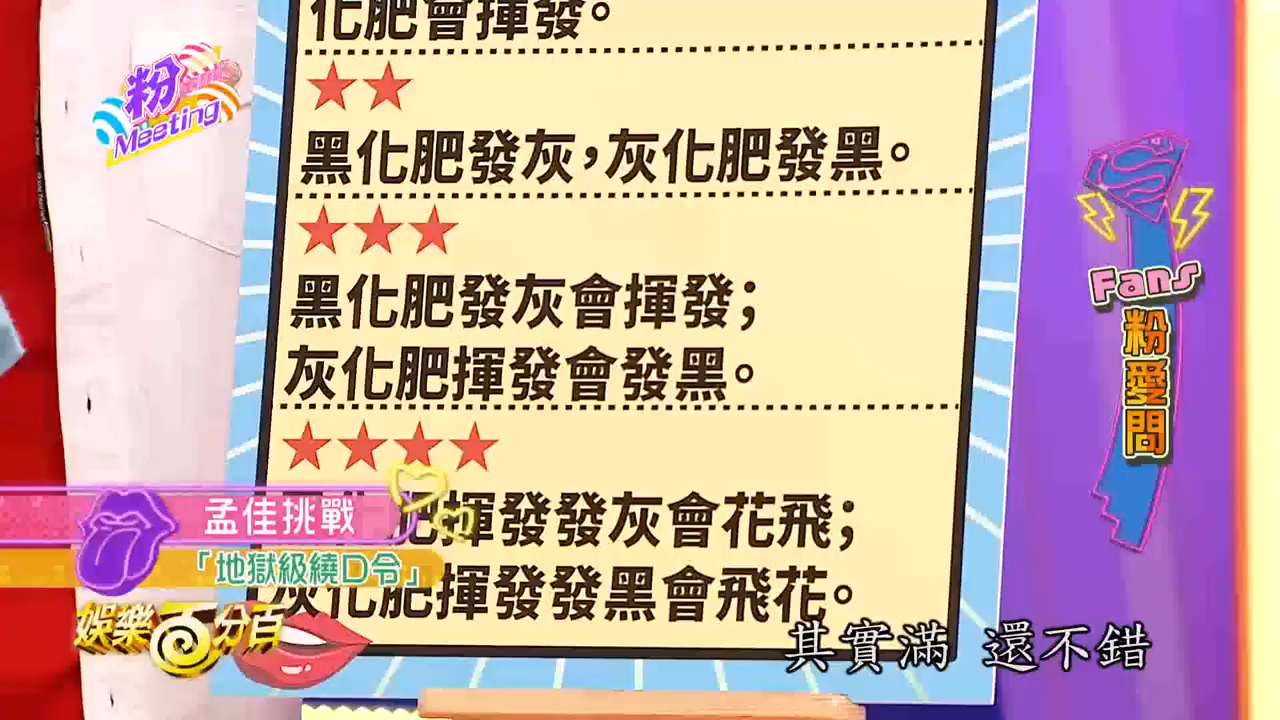 化肥會揮發。
粉
Meeting
黑化肥發灰，灰化肥發黑。
黑化肥發灰會揮發；
灰化肥揮發會發黑。
Fans
粉愛問
肥揮發發灰會花飛；
孟佳挑戰
「地獄級繞口令」
灰化肥揮發發黑會飛花。
娛樂百分百
其實滿 還不錯